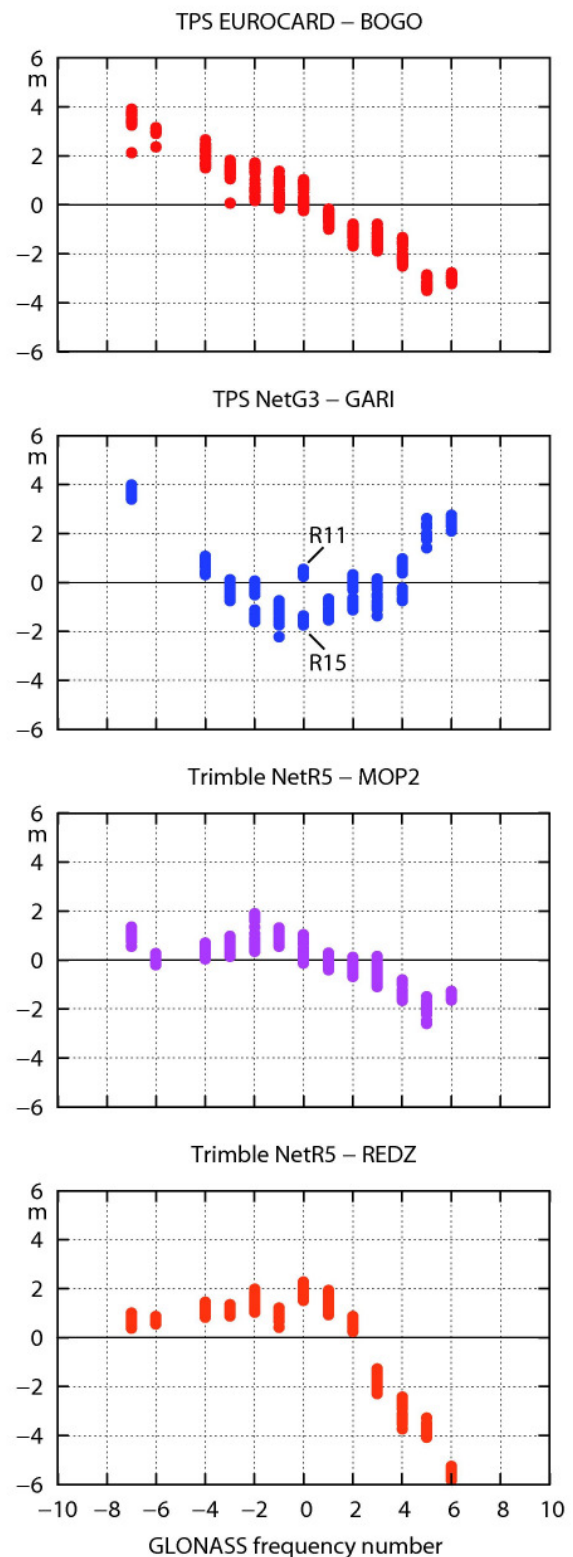 TPS EUROCARD – BOGO
6
m
4
2
0
−2
−4
−6
TPS NetG3 – GARI
6
m
4
R11
2
0
−2
R15
−4
−6
Trimble NetR5 – MOP2
6
m
4
2
0
−2
−4
−6
Trimble NetR5 – REDZ
6
m
4
2
0
−2
−4
−6
−10 −8 −6 −4 −2 0 2 4 6 8 10
GLONASS frequency number